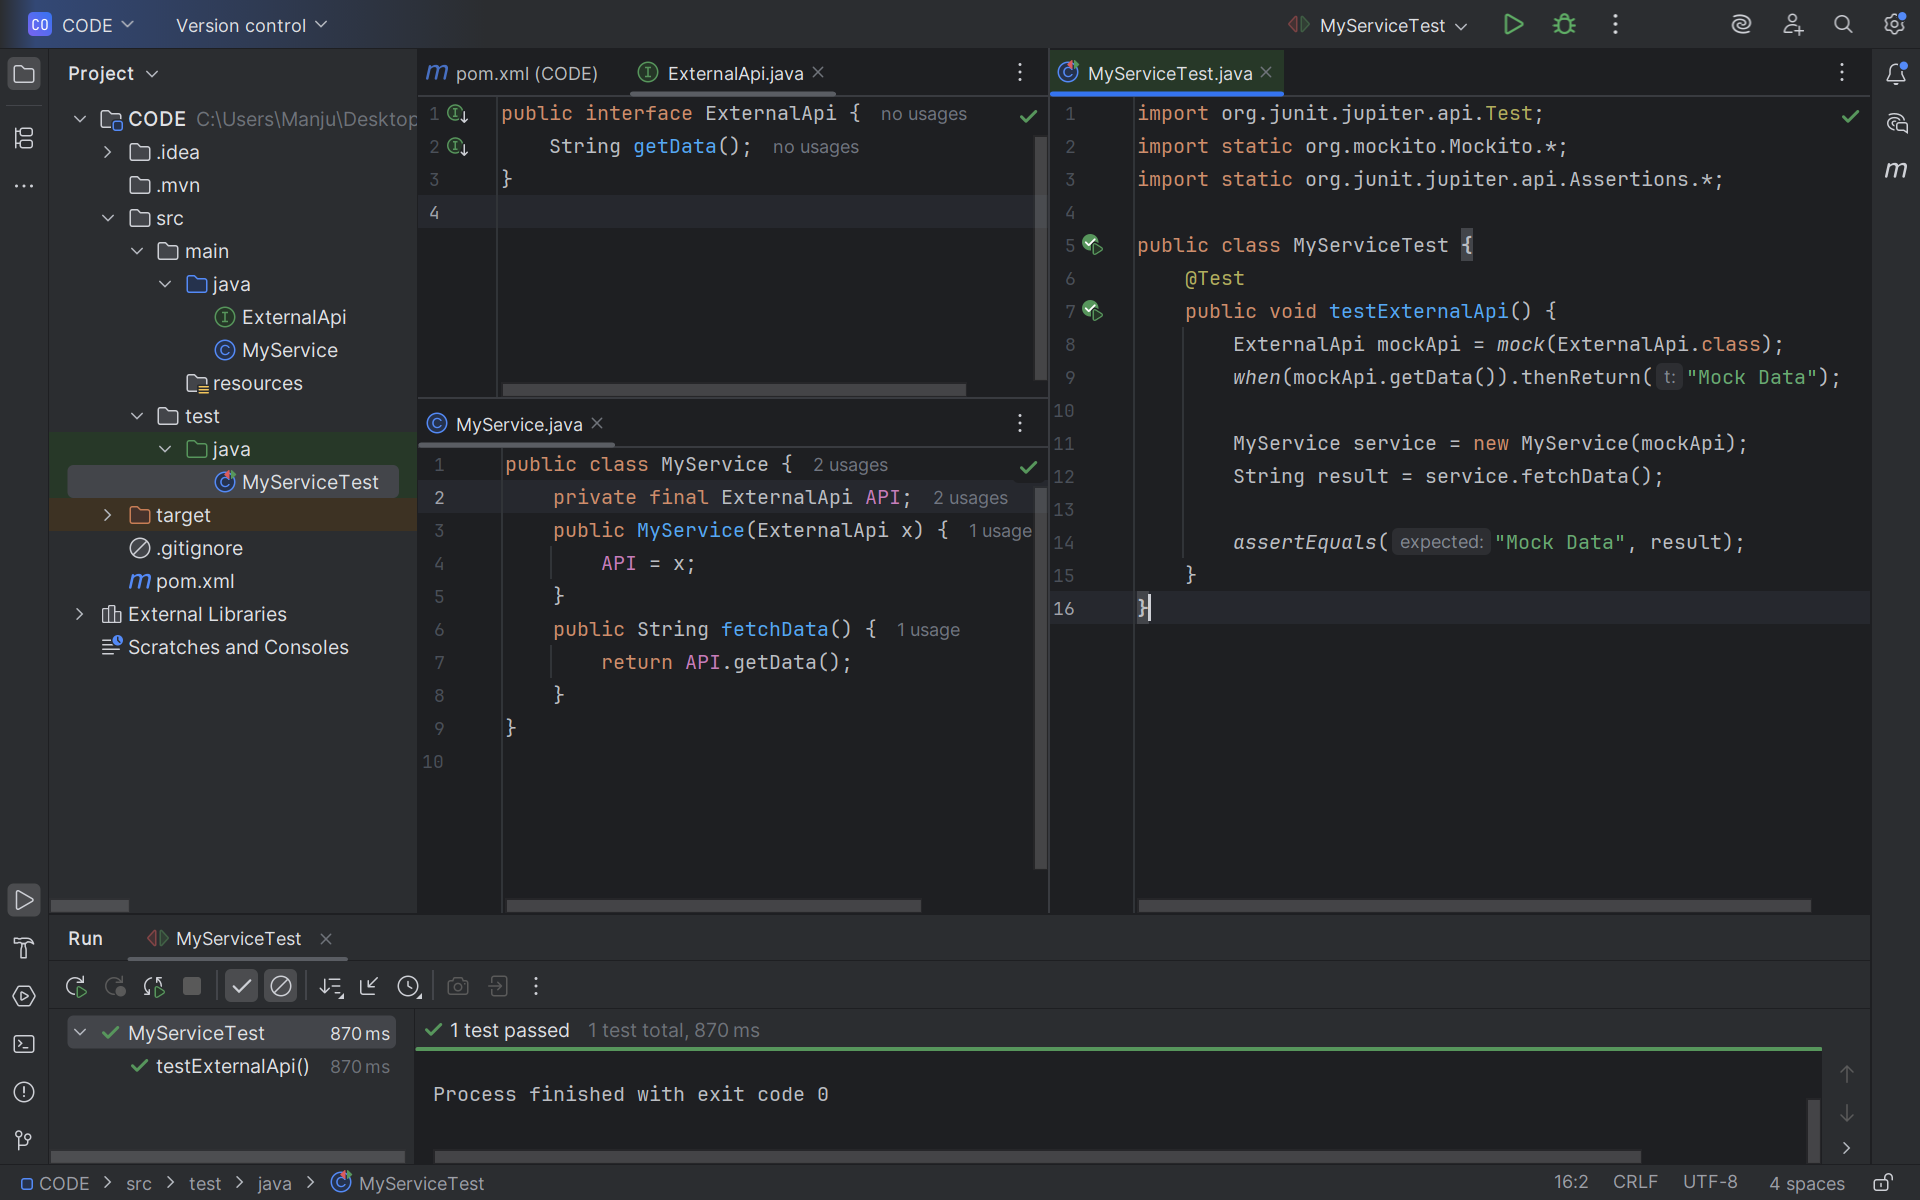 CO CODE Version control MyServiceTest
Project
CODE C:\Users\Manju\Desktop
.idea
.mvn
src
main
java
ExternalApi
MyService
resources
test
java
MyServiceTest
target
.gitignore
m pom.xml
External Libraries
Scratches and Consoles
m pom.xml (CODE) ExternalApi.java
1 public interface ExternalApi { no usages
2 String getData(); no usages
3 }
4
MyService.java
1 public class MyService { 2 usages
2 private final ExternalApi API; 2 usages
3 public MyService(ExternalApi x) { 1 usage
4 API = x;
5 }
6 public String fetchData() { 1 usage
7 return API.getData();
8 }
9 }
10
MyServiceTest.java
1 import org.junit.jupiter.api.Test;
2 import static org.mockito.Mockito.*;
3 import static org.junit.jupiter.api.Assertions.*;
4
5 public class MyServiceTest {
6 @Test
7 public void testExternalApi() {
8 ExternalApi mockApi = mock(ExternalApi.class);
9 when(mockApi.getData()).thenReturn( t: "Mock Data");
10
11 MyService service = new MyService(mockApi);
12 String result = service.fetchData();
13
14 assertEquals( expected: "Mock Data", result);
15 }
16 }
m
Run MyServiceTest
MyServiceTest 870 ms
testExternalApi() 870 ms
1 test passed 1 test total, 870 ms
Process finished with exit code 0
CODE > src > test > java > MyServiceTest
16:2 CRLF UTF-8 4 spaces